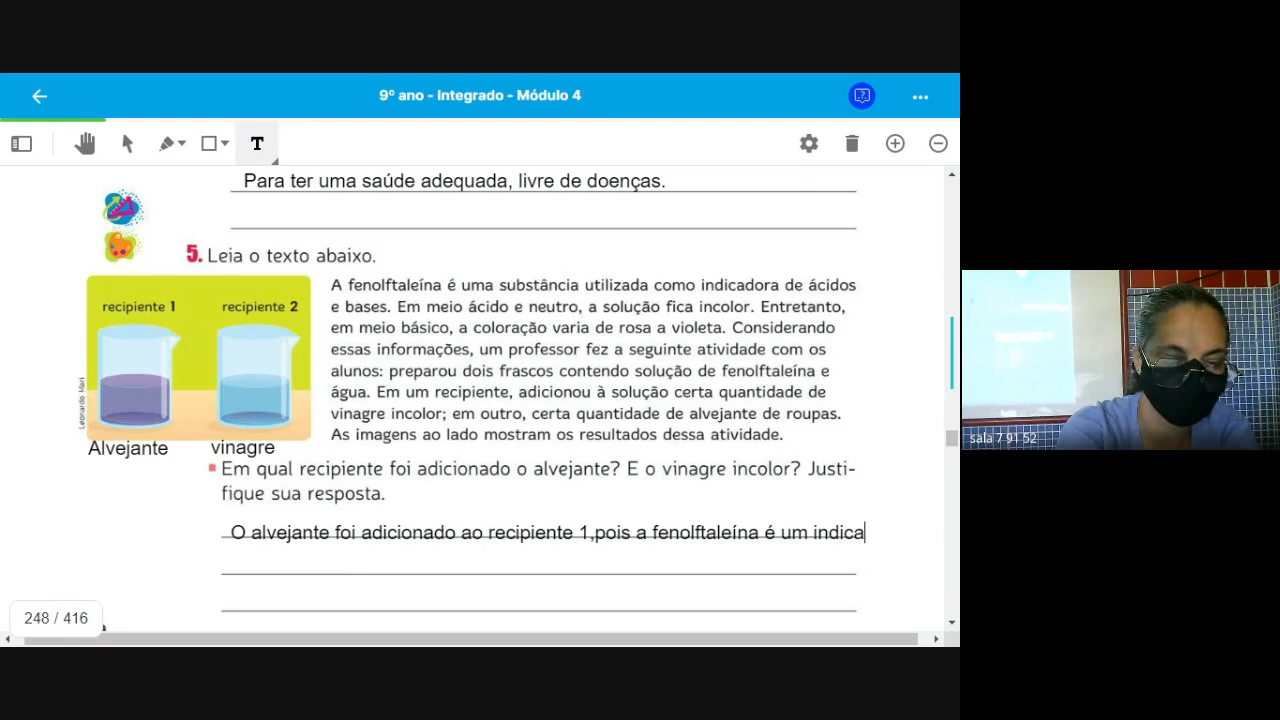 9º ano - Integrado - Módulo 4
T
Para ter uma saúde adequada, livre de doenças.
5. Leia o texto abaixo.
recipiente 1
recipiente 2
Leonardo Mari
A fenolftaleína é uma substância utilizada como indicadora de ácidos
e bases. Em meio ácido e neutro, a solução fica incolor. Entretanto,
em meio básico, a coloração varia de rosa a violeta. Considerando
essas informações, um professor fez a seguinte atividade com os
alunos: preparou dois frascos contendo solução de fenolftaleína e
água. Em um recipiente, adicionou à solução certa quantidade de
vinagre incolor; em outro, certa quantidade de alvejante de roupas.
As imagens ao lado mostram os resultados dessa atividade.
Alvejante
vinagre
Em qual recipiente foi adicionado o alvejante? E o vinagre incolor? Justi-
fique sua resposta.
O alvejante foi adicionado ao recipiente 1,pois a fenolftaleína é um indica
248 / 416
sala 7 91 52